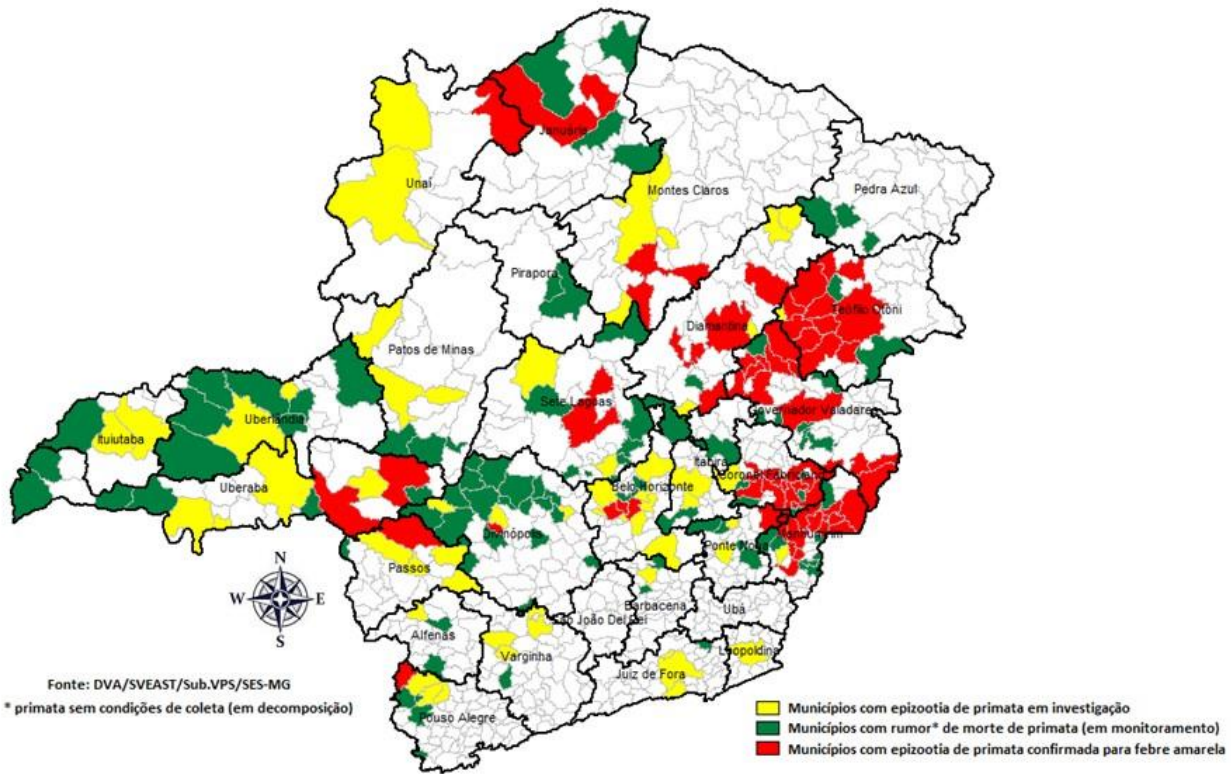 Januária
Unaí
Montes Claros
Pedra Azul
Pirapora
Teófilo Otoni
Diamantina
Patos de Minas
Sete Lagoas
Governador Valadares
Uberlândia
Ituiutaba
Itabira
Coronel Fabriciano
Uberaba
Belo Horizonte
Divinópolis
Ponte Nova
Manhuaçu
Passos
N
W E
S
Barbacena
Ubá
São João Del Rei
Alfenas
Varginha
Leopoldina
Juiz de Fora
Pouso Alegre
Fonte: DVA/SVEAST/Sub.VPS/SES-MG
* primata sem condições de coleta (em decomposição)
Municípios com epizootia de primata em investigação
Municípios com rumor* de morte de primata (em monitoramento)
Municípios com epizootia de primata confirmada para febre amarela